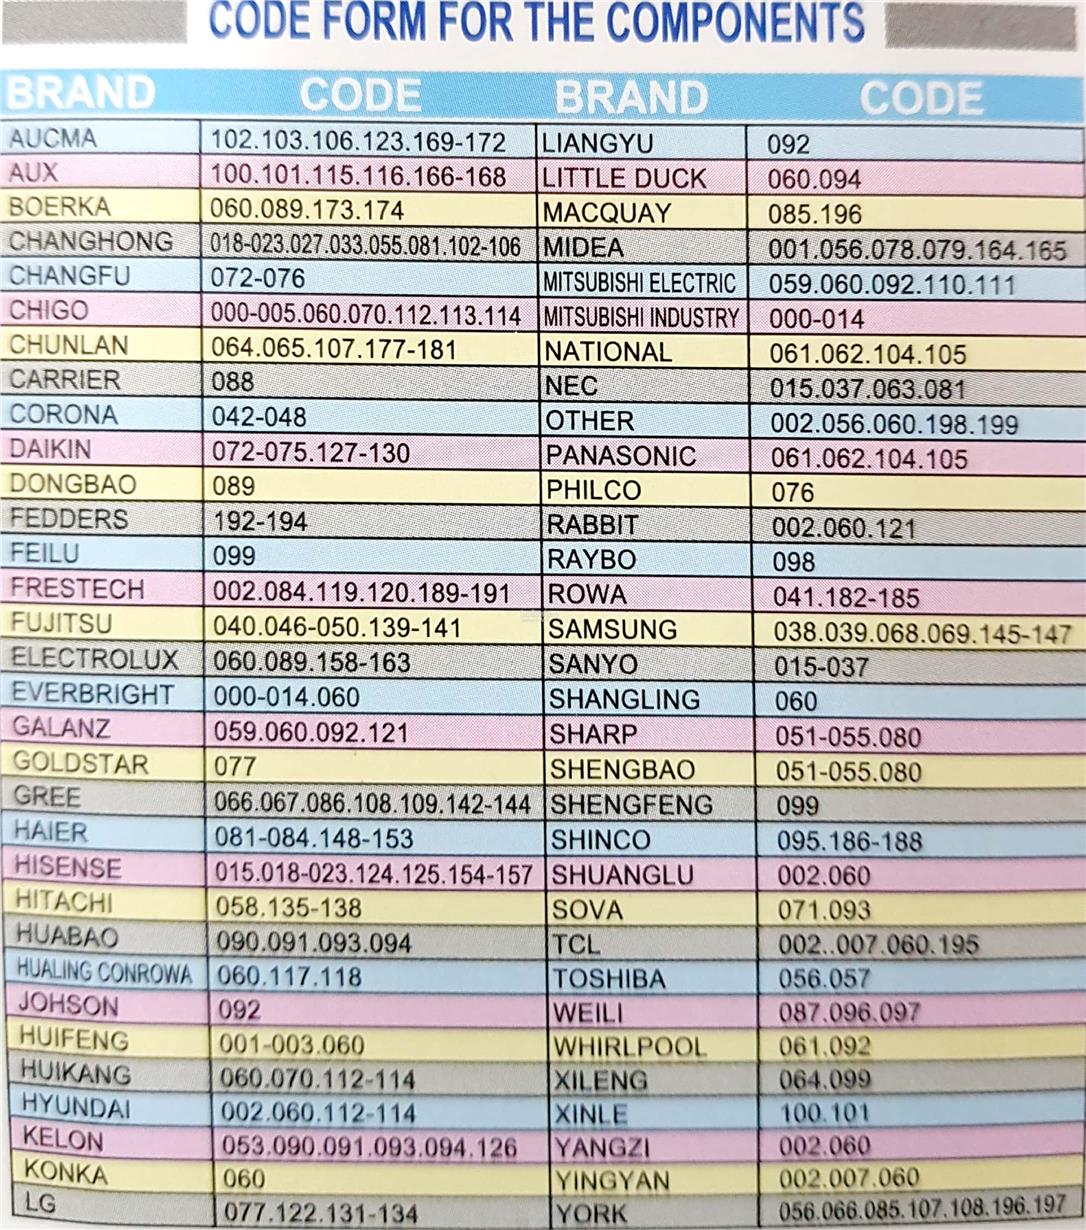 CODE FORM FOR THE COMPONENTS
BRAND CODE BRAND CODE
AUCMA 102.103.106.123.169-172 LIANGYU 092
AUX 100.101.115.116.166-168 LITTLE DUCK 060.094
BOERKA 060.089.173.174 MACQUAY 085.196
CHANGHONG 018-023.027.033.055.081.102-106 MIDEA 001.056.078.079.164.165
CHANGFU 072-076 MITSUBISHI ELECTRIC 059.060.092.110.111
CHIGO 000-005.060.070.112.113.114 MITSUBISHI INDUSTRY 000-014
CHUNLAN 064.065.107.177-181 NATIONAL 061.062.104.105
CARRIER 088 NEC 015.037.063.081
CORONA 042-048 OTHER 002.056.060.198.199
DAIKIN 072-075.127-130 PANASONIC 061.062.104.105
DONGBAO 089 PHILCO 076
FEDDERS 192-194 RABBIT 002.060.121
FEILU 099 RAYBO 098
FRESTECH 002.084.119.120.189-191 ROWA 041.182-185
FUJITSU 040.046-050.139-141 SAMSUNG 038.039.068.069.145-147
ELECTROLUX 060.089.158-163 SANYO 015-037
EVERBRIGHT 000-014.060 SHANGLING 060
GALANZ 059.060.092.121 SHARP 051-055.080
GOLDSTAR 077 SHENGBAO 051-055.080
GREE 066.067.086.108.109.142-144 SHENGFENG 099
HAIER 081-084.148-153 SHINCO 095.186-188
HISENSE 015.018-023.124.125.154-157 SHUANGLU 002.060
HITACHI 058.135-138 SOVA 071.093
HUABAO 090.091.093.094 TCL 002..007.060.195
HUALING CONROWA 060.117.118 TOSHIBA 056.057
JOHSON 092 WEILI 087.096.097
HUIFENG 001-003.060 WHIRLPOOL 061.092
HUIKANG 060.070.112-114 XILENG 064.099
HYUNDAI 002.060.112-114 XINLE 100.101
KELON 053.090.091.093.094.126 YANGZI 002.060
KONKA 060 YINGYAN 002.007.060
LG 077.122.131-134 YORK 056.066.085.107.108.196.197